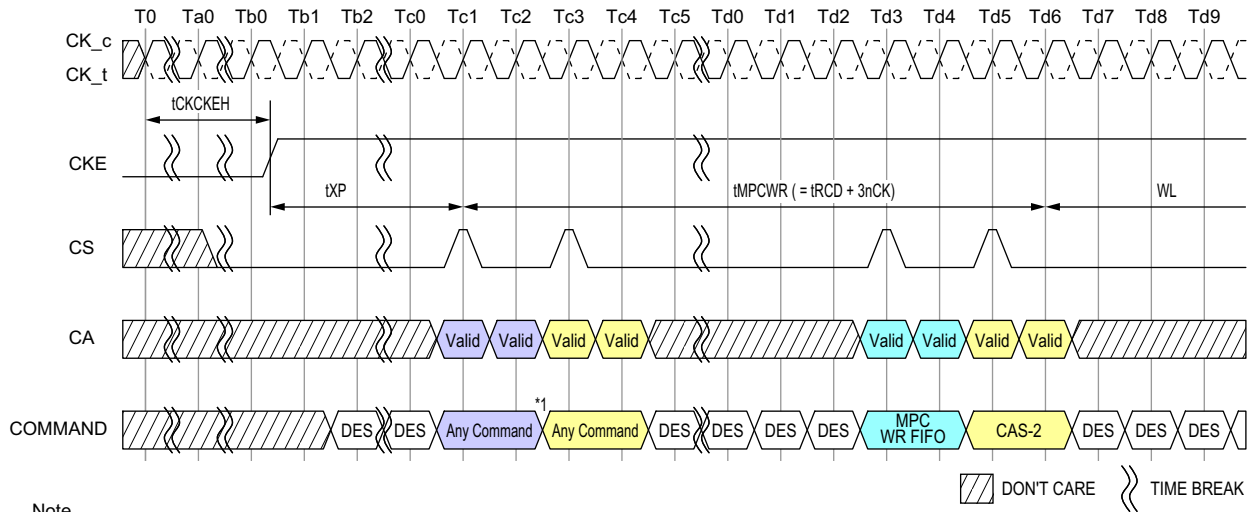 T0 Ta0 Tb0 Tb1 Tb2 Tc0 Tc1 Tc2 Tc3 Tc4 Tc5 Td0 Td1 Td2 Td3 Td4 Td5 Td6 Td7 Td8 Td9
CK_c
CK_t
tCKCKEH
CKE
tXP tMPCWR ( = tRCD + 3nCK) WL
CS
CA Valid Valid Valid Valid Valid Valid Valid Valid
*1
COMMAND DES DES Any Command Any Command DES DES DES DES MPC WR FIFO CAS-2 DES DES DES
DON'T CARE TIME BREAK
Note